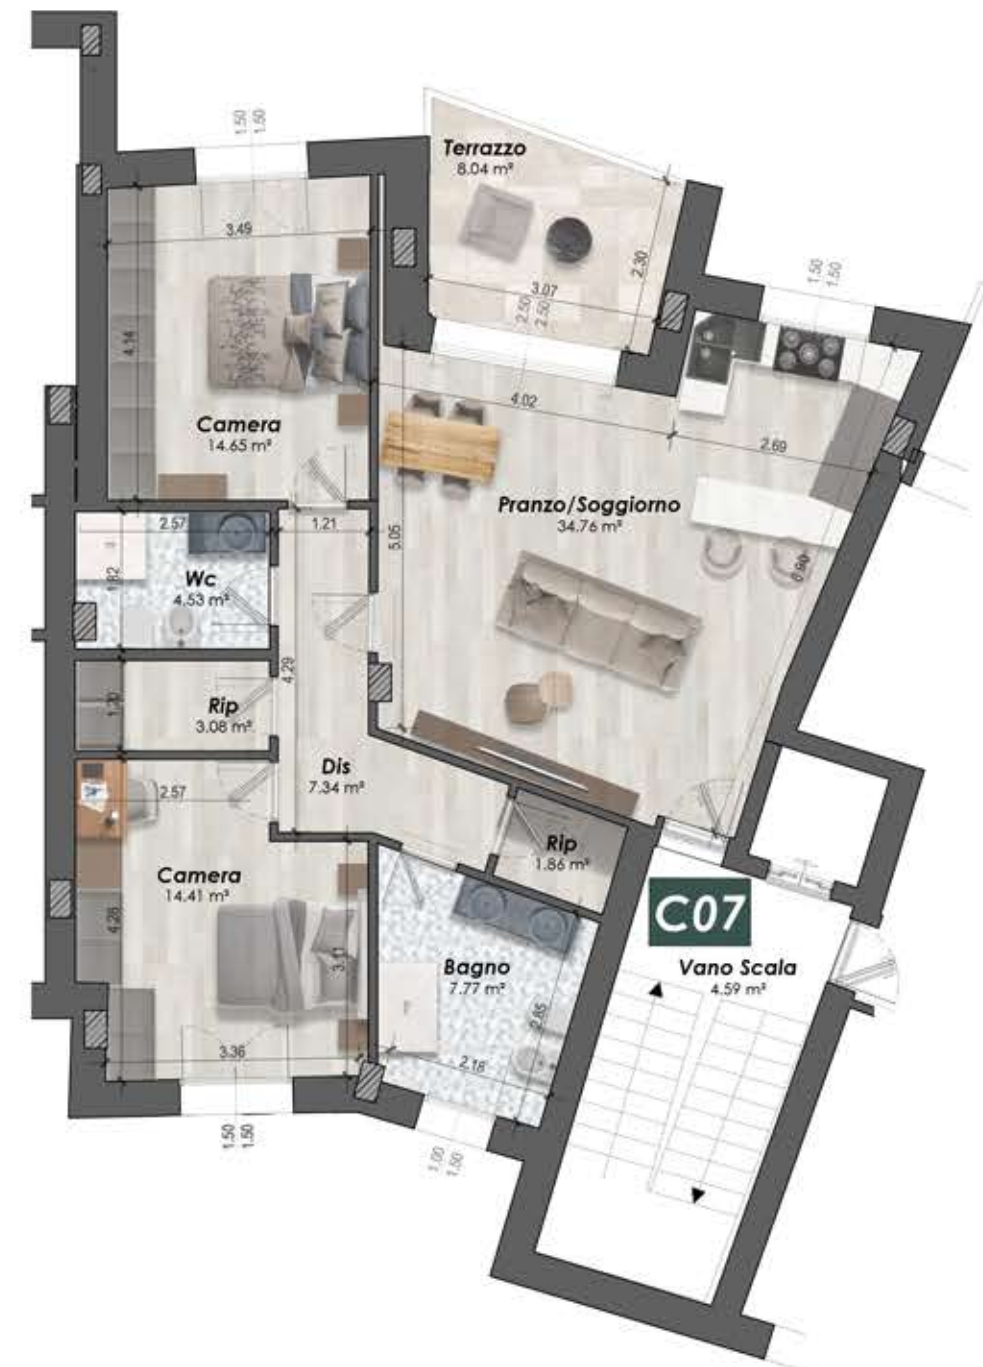 1.50
1.50
Terrazzo
8.04 m²
3.49
2.30
3.07
2.50
2.50
1.50
1.50
4.14
Camera
14.65 m²
4.02
2.69
Pranzo/Soggiorno
34.76 m²
2.57
1.21
5.05
1.82
Wc
4.53 m²
4.29
1.20
Rip
3.08 m²
Dis
7.34 m²
2.57
Rip
1.86 m²
Camera
14.41 m²
C07
4.28
3.11
Bagno
7.77 m²
Vano Scala
4.59 m²
2.85
3.36
2.18
1.50
1.50
1.00
1.50